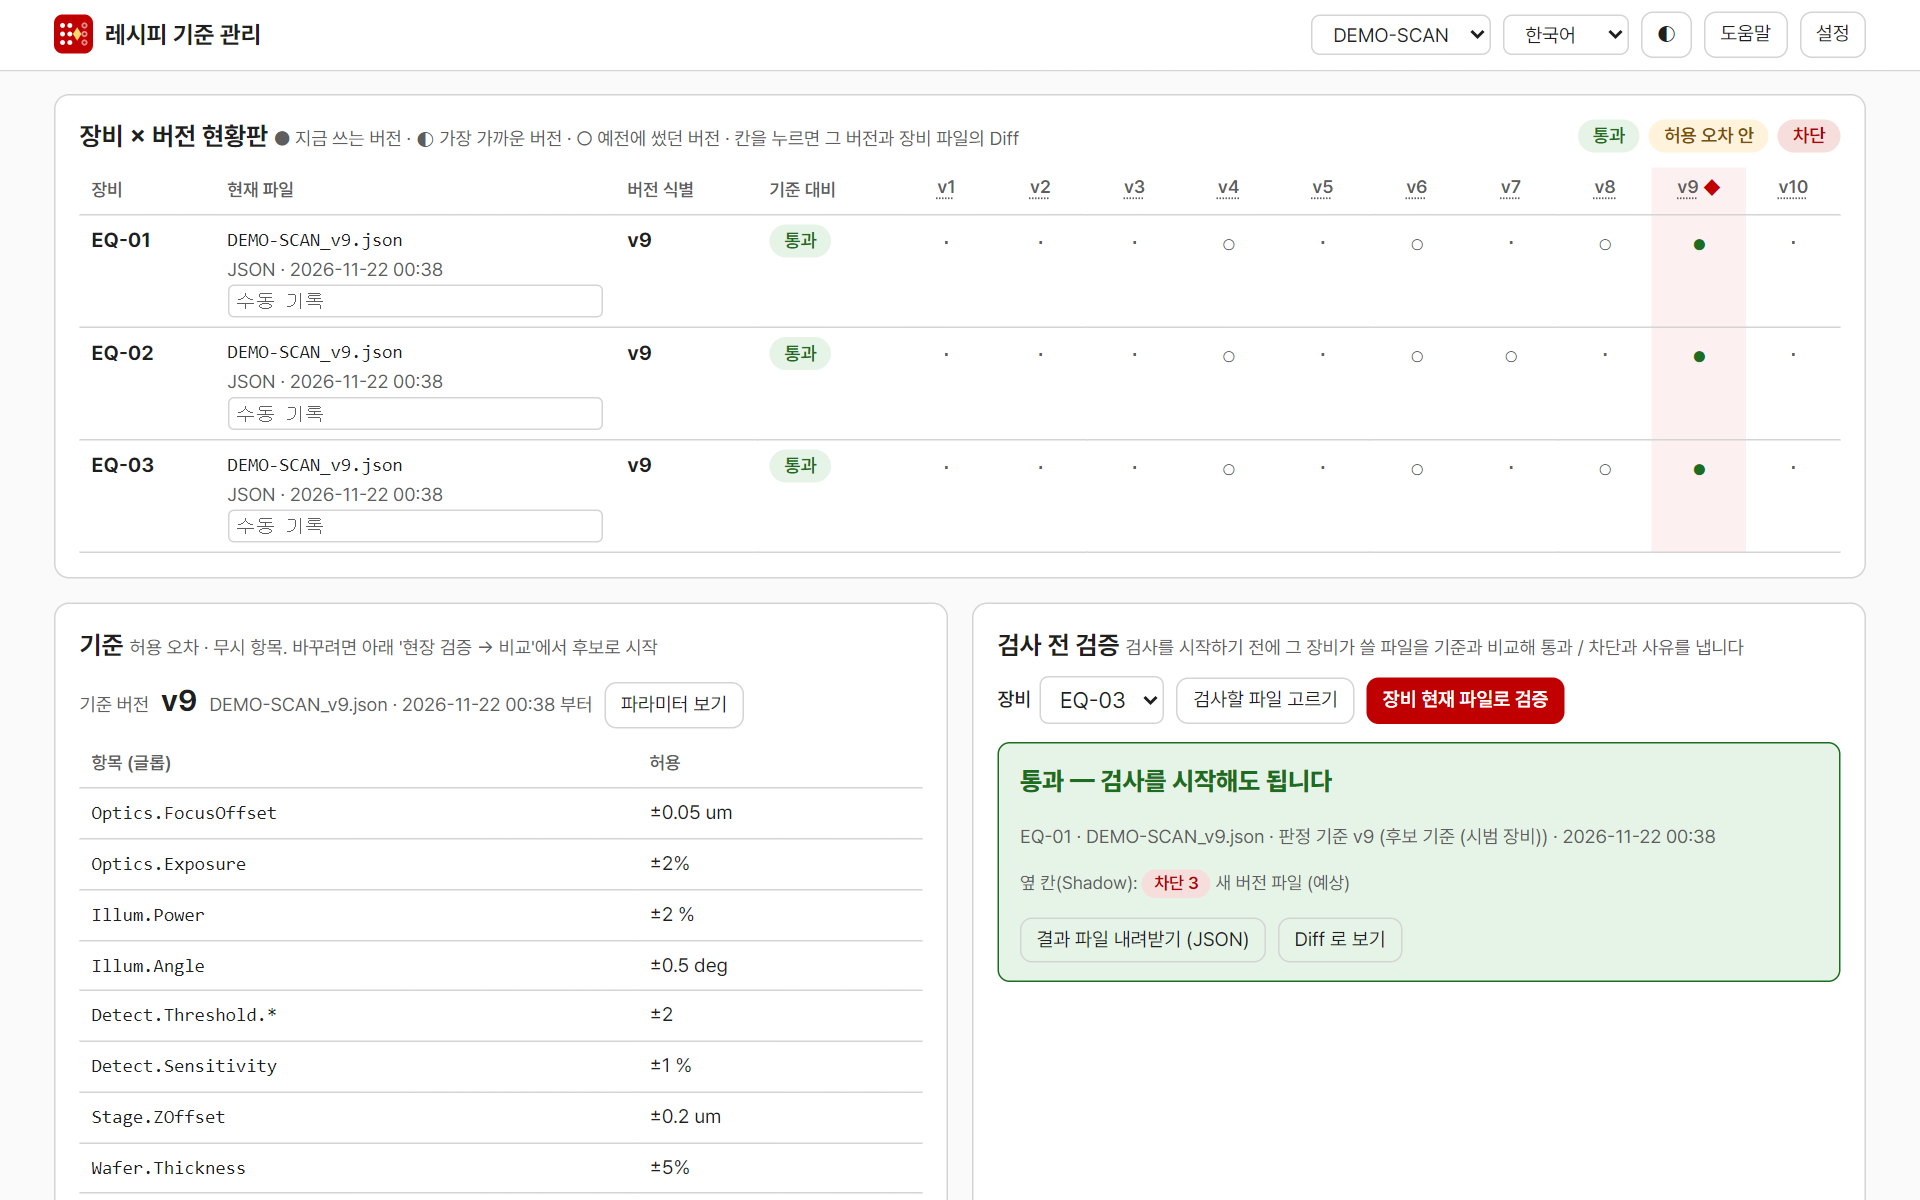 레시피 기준 관리
DEMO-SCAN
한국어
도움말
설정
장비 × 버전 현황판 ● 지금 쓰는 버전 · ◐ 가장 가까운 버전 · ○ 예전에 썼던 버전 · 칸을 누르면 그 버전과 장비 파일의 Diff
통과
허용 오차 안
차단
장비 현재 파일 버전 식별 기준 대비 v1 v2 v3 v4 v5 v6 v7 v8 v9 ◆ v10
EQ-01 DEMO-SCAN_v9.json v9 통과 · · · ○ · ○ · ○ ● ·
JSON · 2026-11-22 00:38
수동 기록
EQ-02 DEMO-SCAN_v9.json v9 통과 · · · ○ · ○ ○ · ● ·
JSON · 2026-11-22 00:38
수동 기록
EQ-03 DEMO-SCAN_v9.json v9 통과 · · · ○ · ○ · ○ ● ·
JSON · 2026-11-22 00:38
수동 기록
기준 허용 오차 · 무시 항목. 바꾸려면 아래 '현장 검증 → 비교'에서 후보로 시작
기준 버전 v9 DEMO-SCAN_v9.json · 2026-11-22 00:38 부터 파라미터 보기
항목 (글롭) 허용
Optics.FocusOffset ±0.05 um
Optics.Exposure ±2%
Illum.Power ±2 %
Illum.Angle ±0.5 deg
Detect.Threshold.* ±2
Detect.Sensitivity ±1 %
Stage.ZOffset ±0.2 um
Wafer.Thickness ±5%
검사 전 검증 검사를 시작하기 전에 그 장비가 쓸 파일을 기준과 비교해 통과 / 차단과 사유를 냅니다
장비 EQ-03 검사할 파일 고르기 장비 현재 파일로 검증
통과 — 검사를 시작해도 됩니다
EQ-01 · DEMO-SCAN_v9.json · 판정 기준 v9 (후보 기준 (시범 장비)) · 2026-11-22 00:38
옆 칸(Shadow): 차단 3 새 버전 파일 (예상)
결과 파일 내려받기 (JSON) Diff 로 보기